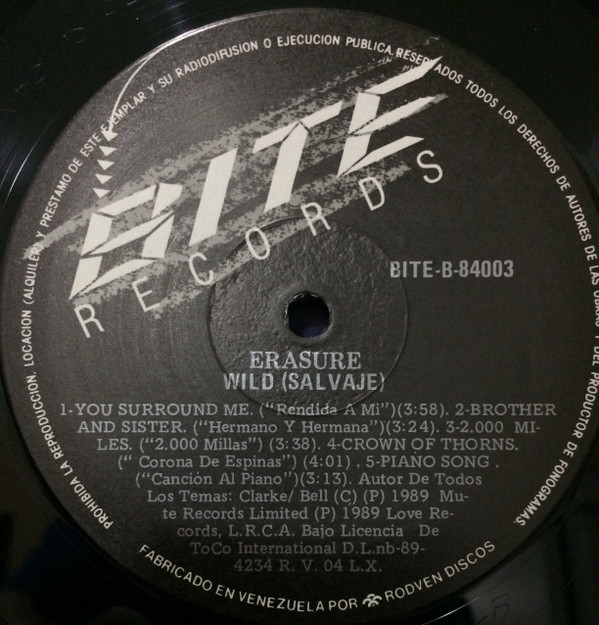 BITE
RECORDS
BITE-B-84003
ERASURE
WILD (SALVAJE)
1-YOU SURROUND ME. ("Rendida A Mi")(3:58). 2-BROTHER
AND SISTER. ("Hermano Y Hermana")(3:24). 3-2,000 MI-
LES. ("2.000 Millas") (3:38). 4-CROWN OF THORNS.
(" Corona De Espinas") (4:01) . 5-PIANO SONG .
("Canción Al Piano")(3:13). Autor De Todos
Los Temas: Clarke/ Bell (C) (P) 1989 Mu-
te Records Limited (P) 1989 Love Re-
cords, L.R.C.A. Bajo Licencia De
ToCo International D.L.nb-89-
4234 R. V. 04 L.X.
PROHIBIDA LA REPRODUCION, LOCACION (ALQUILER) Y PRESTAMO DE ESTE EJEMPLAR Y SU RADIODIFUSION O EJECUCION PUBLICA. RESERVADOS TODOS LOS DERECHOS DE AUTORES DE LAS OBRAS Y DEL PRODUCTOR DE FONOGRAMAS.
FABRICADO EN VENEZUELA POR RODVEN DISCOS